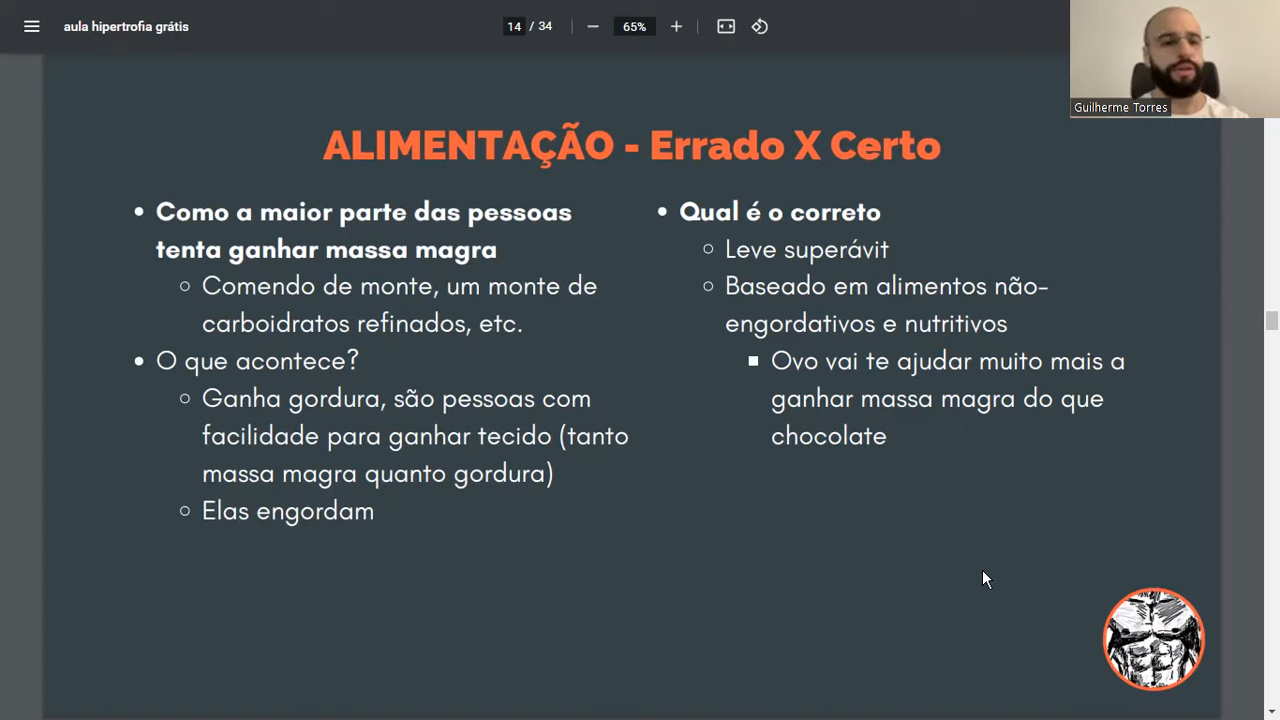 aula hipertrofia grátis
14 / 34
65%
Guilherme Torres
ALIMENTAÇÃO - Errado X Certo
Como a maior parte das pessoas
tenta ganhar massa magra
Comendo de monte, um monte de
carboidratos refinados, etc.
O que acontece?
Ganha gordura, são pessoas com
facilidade para ganhar tecido (tanto
massa magra quanto gordura)
Elas engordam
Qual é o correto
Leve superávit
Baseado em alimentos não-
engordativos e nutritivos
Ovo vai te ajudar muito mais a
ganhar massa magra do que
chocolate